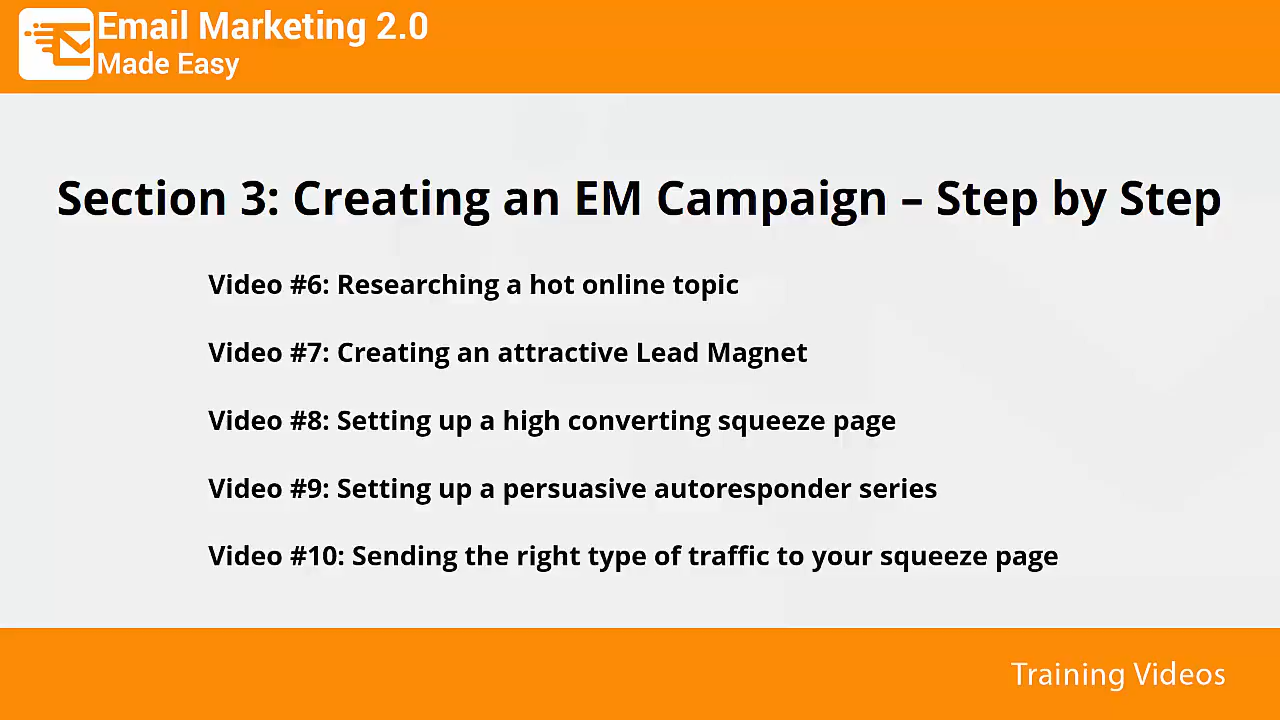 Email Marketing 2.0
Made Easy
Section 3: Creating an EM Campaign – Step by Step
Video #6: Researching a hot online topic
Video #7: Creating an attractive Lead Magnet
Video #8: Setting up a high converting squeeze page
Video #9: Setting up a persuasive autoresponder series
Video #10: Sending the right type of traffic to your squeeze page
Training Videos